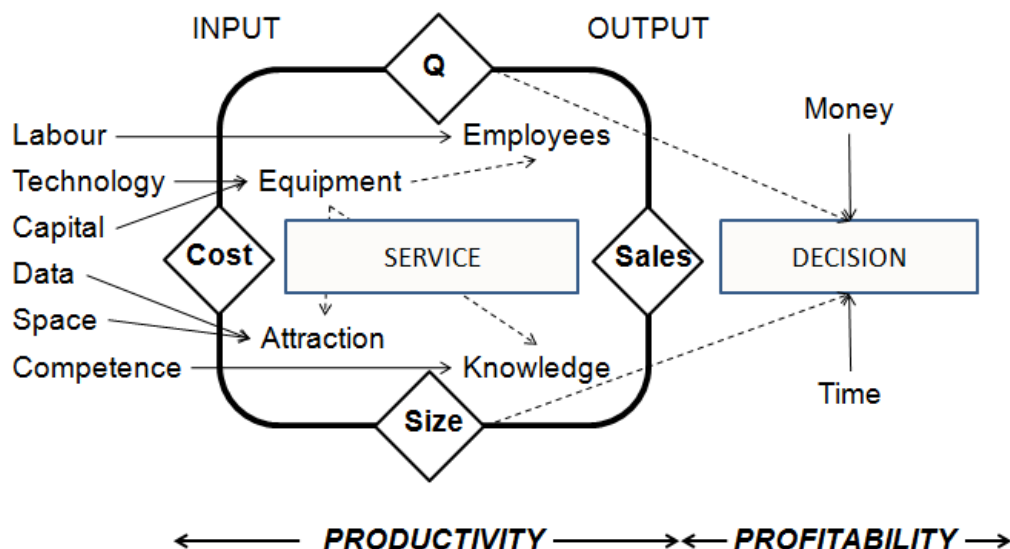 INPUT
OUTPUT
Q
Money
Labour
Employees
Technology
Equipment
Capital
Cost
SERVICE
Sales
DECISION
Data
Space
Attraction
Competence
Knowledge
Time
Size
PRODUCTIVITY
PROFITABILITY